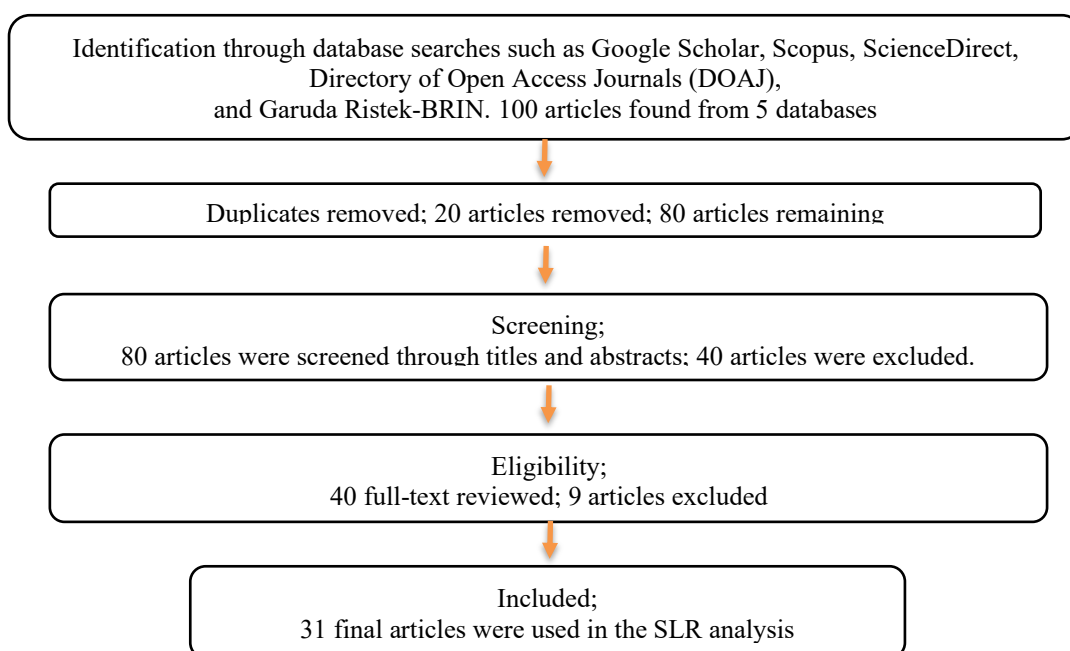 Identification through database searches such as Google Scholar, Scopus, ScienceDirect,
Directory of Open Access Journals (DOAJ),
and Garuda Ristek-BRIN. 100 articles found from 5 databases
Duplicates removed; 20 articles removed; 80 articles remaining
Screening;
80 articles were screened through titles and abstracts; 40 articles were excluded.
Eligibility;
40 full-text reviewed; 9 articles excluded
Included;
31 final articles were used in the SLR analysis